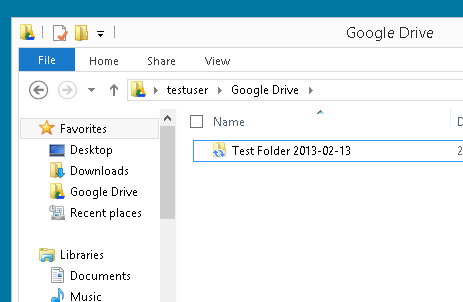 Google Drive
File Home Share View
testuser Google Drive
Favorites
Desktop
Downloads
Google Drive
Recent places
Libraries
Documents
Music
Name
Test Folder 2013-02-13